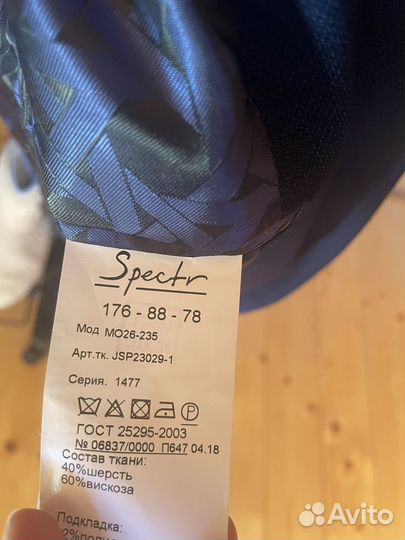 Spectr
176 - 88 - 78
Мод МО26-235
Арт.тк. JSP23029-1
Серия. 1477
P
ГОСТ 25295-2003
№ 06837/0000 П647 04.18
Состав ткани:
40%шерсть
60%вискоза
Подкладка:
Avito